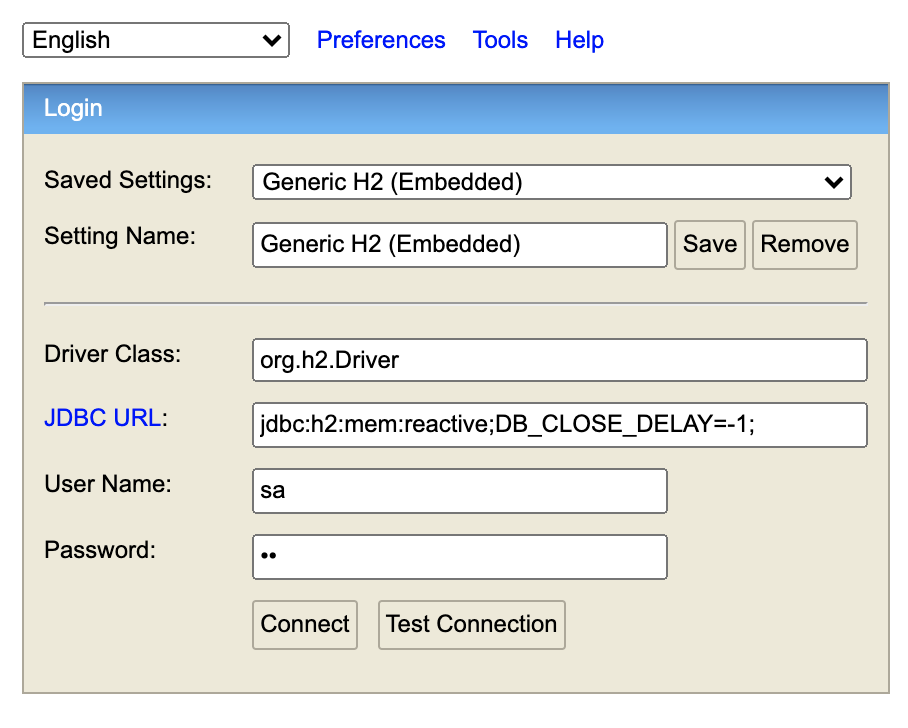 English Preferences Tools Help
Login
Saved Settings: Generic H2 (Embedded)
Setting Name: Generic H2 (Embedded) Save Remove
Driver Class: org.h2.Driver
JDBC URL: jdbc:h2:mem:reactive;DB_CLOSE_DELAY=-1;
User Name: sa
Password: ••
Connect Test Connection